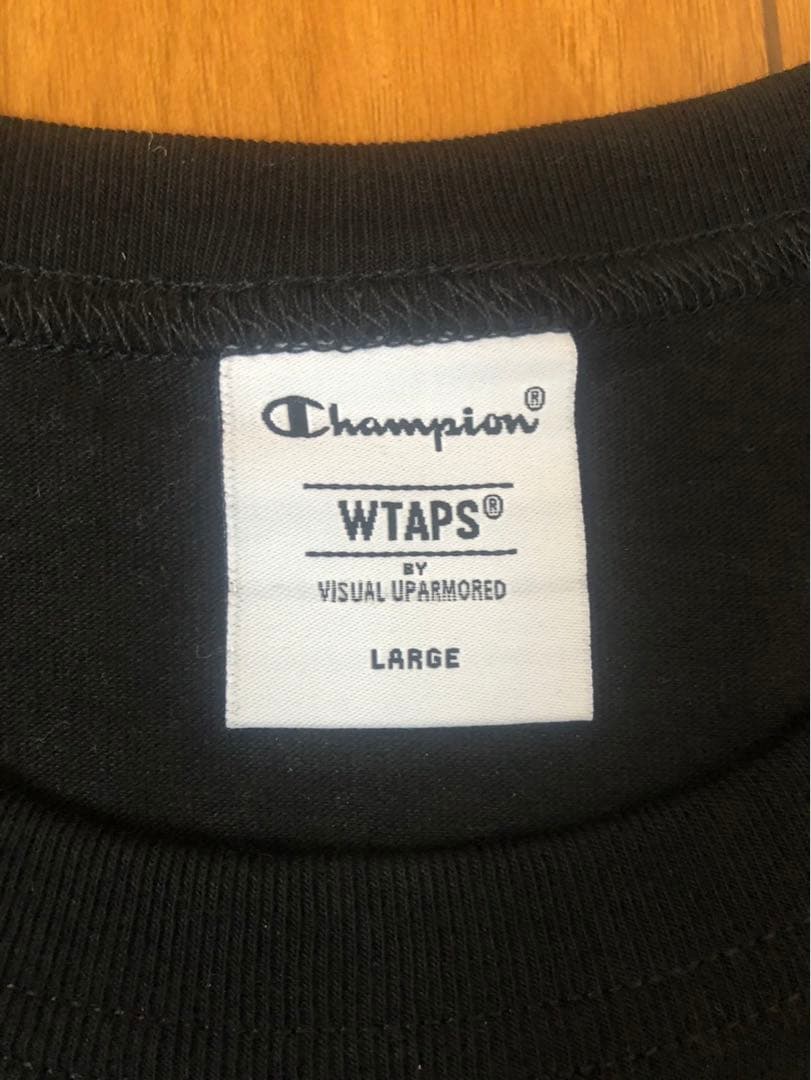 Champion®
WTAPS®
BY
VISUAL UPARMORED
LARGE